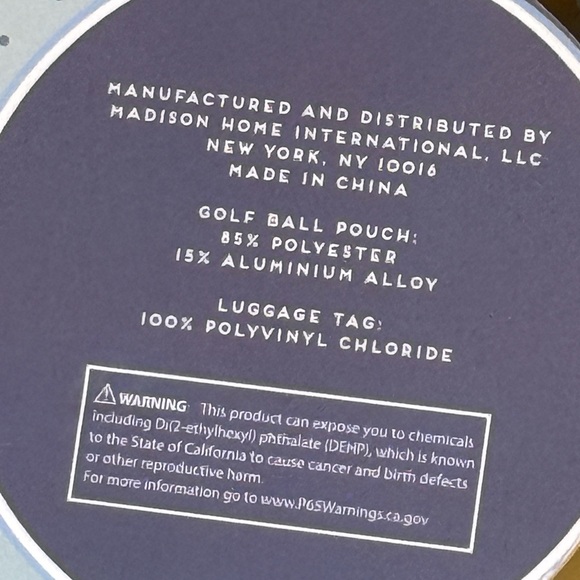 MANUFACTURED AND DISTRIBUTED BY
MADISON HOME INTERNATIONAL, LLC
NEW YORK, NY 10016
MADE IN CHINA
GOLF BALL POUCH:
85% POLYESTER
15% ALUMINIUM ALLOY
LUGGAGE TAG:
100% POLYVINYL CHLORIDE
⚠ WARNING This product can expose you to chemicals
including Di(2-ethylhexyl) phthalate (DEHP), which is known
to the State of California to cause cancer and birth defects
or other reproductive harm.
For more information go to www.P65Warnings.ca.gov